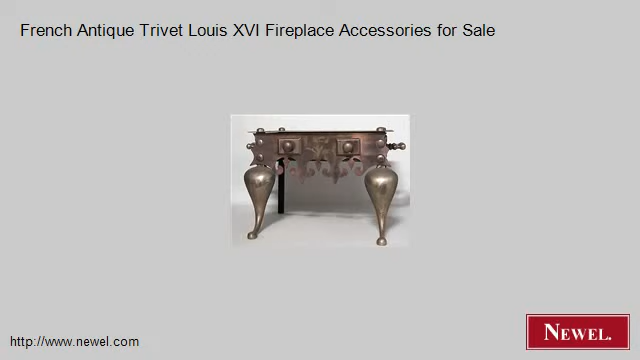 French Antique Trivet Louis XVI Fireplace Accessories for Sale
http://www.newel.com
NEWEL.